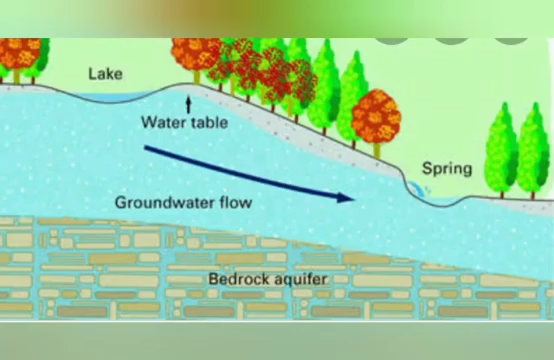 Lake
Water table
Spring
Groundwater flow
Bedrock aquifer